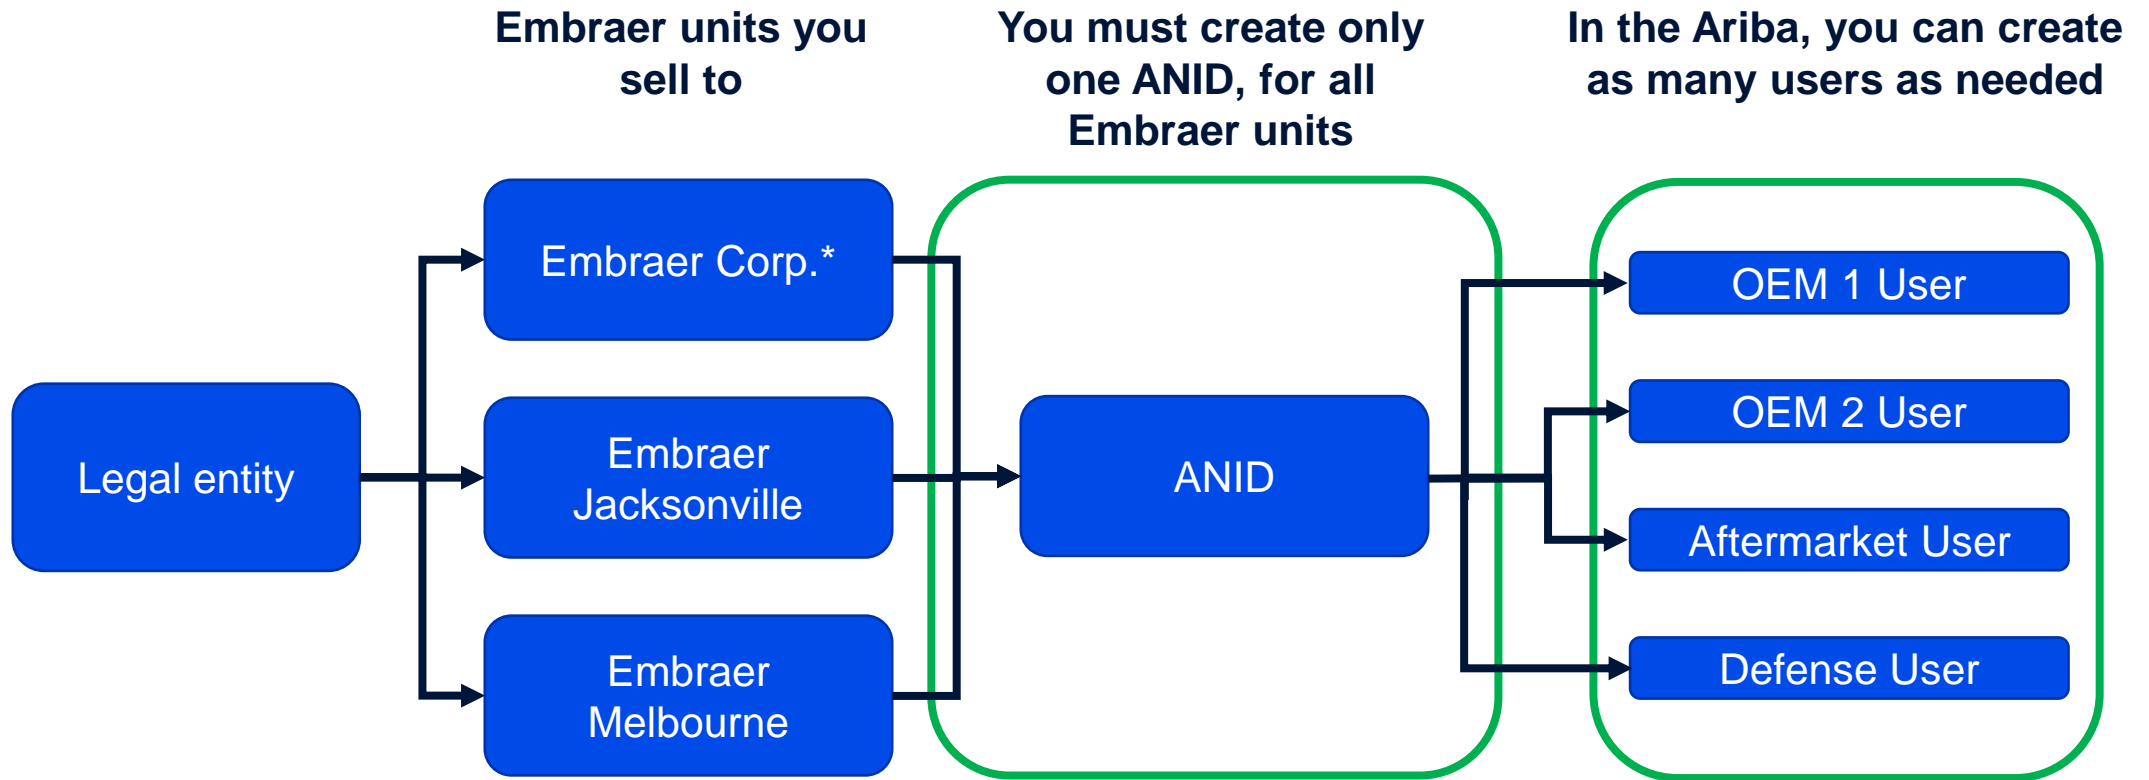 Embraer units you
sell to
You must create only
one ANID, for all
Embraer units
In the Ariba, you can create
as many users as needed
Legal entity
Embraer Corp.*
Embraer
Jacksonville
Embraer
Melbourne
ANID
OEM 1 User
OEM 2 User
Aftermarket User
Defense User